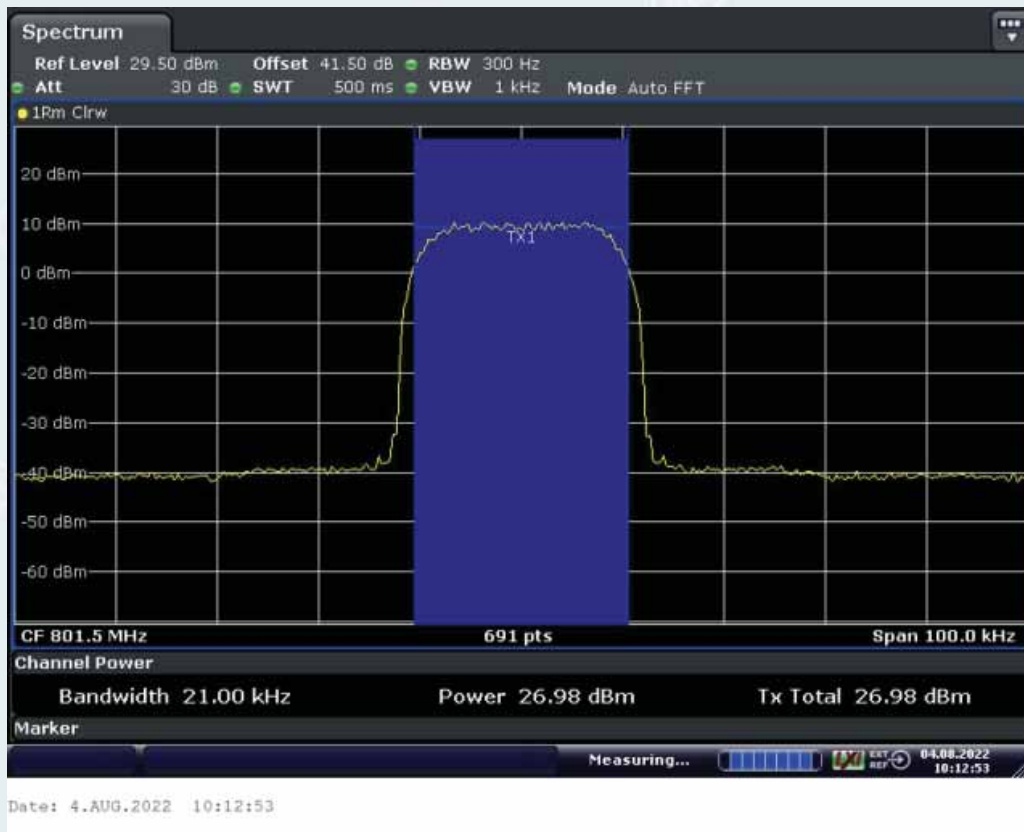 Spectrum
Ref Level 29.50 dBm Offset 41.50 dB RBW 300 Hz
Att 30 dB SWT 500 ms VBW 1 kHz Mode Auto FFT
1Rm Clrw
20 dBm
10 dBm
TX1
0 dBm
-10 dBm
-20 dBm
-30 dBm
-40 dBm
-50 dBm
-60 dBm
CF 801.5 MHz 691 pts Span 100.0 kHz
Channel Power
Bandwidth 21.00 kHz Power 26.98 dBm Tx Total 26.98 dBm
Marker
Measuring... LXI EXT REF 04.08.2022 10:12:53
Date: 4.AUG.2022 10:12:53